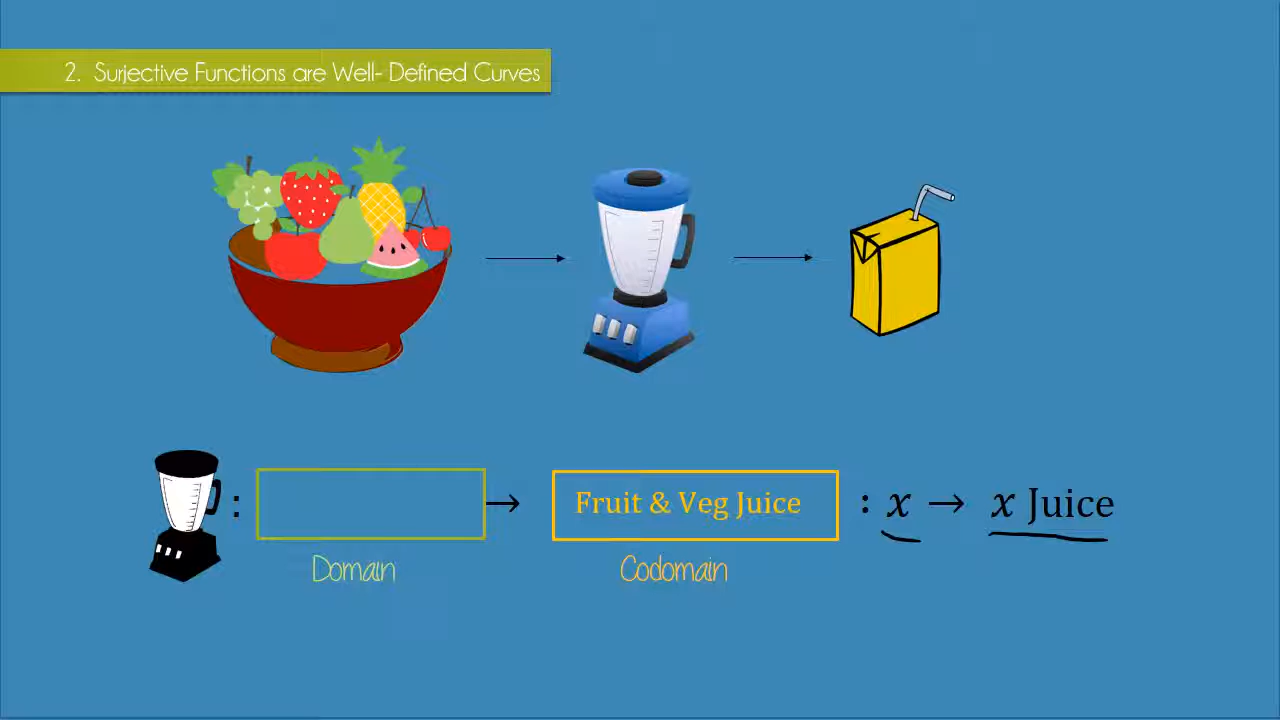 2. Surjective Functions are Well- Defined Curves
: → Fruit & Veg Juice : x → x Juice
Domain Codomain